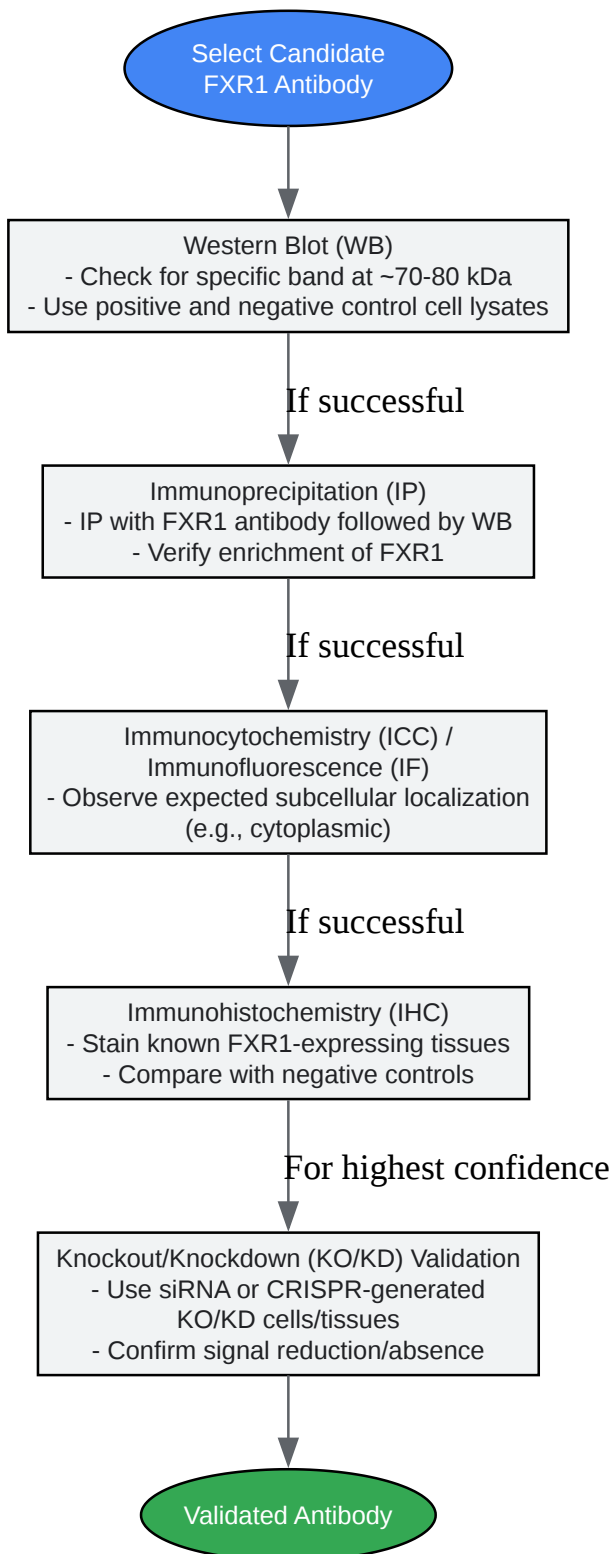 Select Candidate
FXR1 Antibody
Western Blot (WB)
- Check for specific band at ~70-80 kDa
- Use positive and negative control cell lysates
If successful
Immunoprecipitation (IP)
- IP with FXR1 antibody followed by WB
- Verify enrichment of FXR1
If successful
Immunocytochemistry (ICC) /
Immunofluorescence (IF)
- Observe expected subcellular localization
(e.g., cytoplasmic)
If successful
Immunohistochemistry (IHC)
- Stain known FXR1-expressing tissues
- Compare with negative controls
For highest confidence
Knockout/Knockdown (KO/KD) Validation
- Use siRNA or CRISPR-generated
KO/KD cells/tissues
- Confirm signal reduction/absence
Validated Antibody